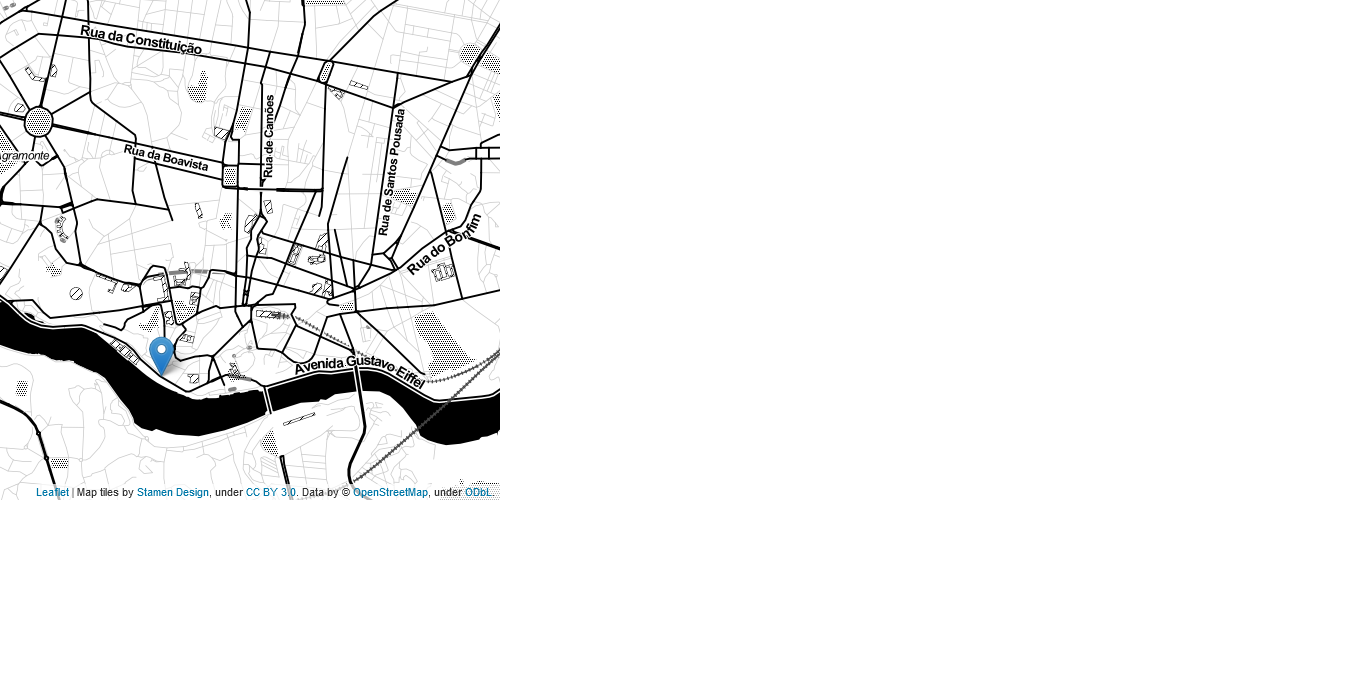 Rua da Constituição
Rua de Camões
Rua de Santos Pousada
Rua da Boavista
gramonte
Rua do Bonfim
Avenida Gustavo Eiffel
Leaflet | Map tiles by Stamen Design, under CC BY 3.0. Data by © OpenStreetMap, under ODbL.